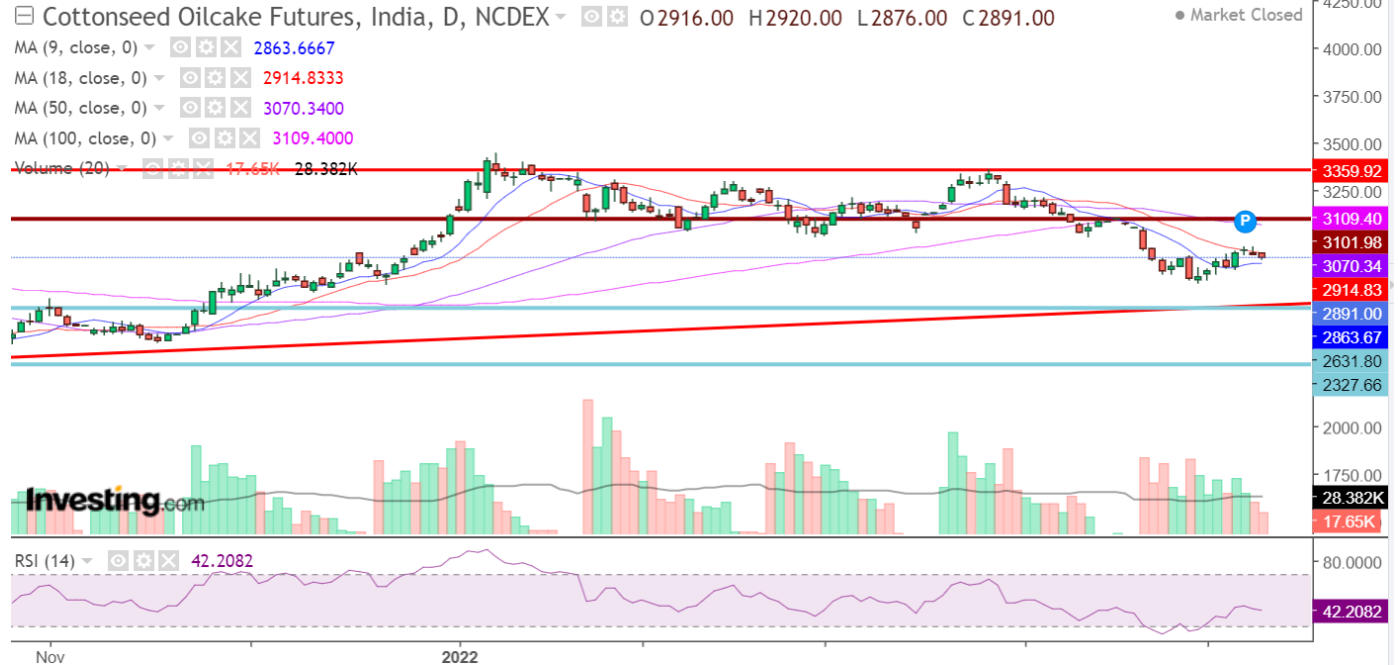 Cottonseed Oilcake Futures, India, D, NCDEX O2916.00 H2920.00 L2876.00 C2891.00 Market Closed
MA (9, close, 0) 2863.6667
MA (18, close, 0) 2914.8333
MA (50, close, 0) 3070.3400
MA (100, close, 0) 3109.4000
Volume (20) 17.65K 28.382K
4250.00
4000.00
3750.00
3500.00
3359.92
3250.00
3109.40
P
3101.98
3070.34
2914.83
2891.00
2863.67
2631.80
2327.66
2000.00
1750.00
Investing.com
28.382K
17.65K
RSI (14) 42.2082
80.0000
42.2082
Nov 2022